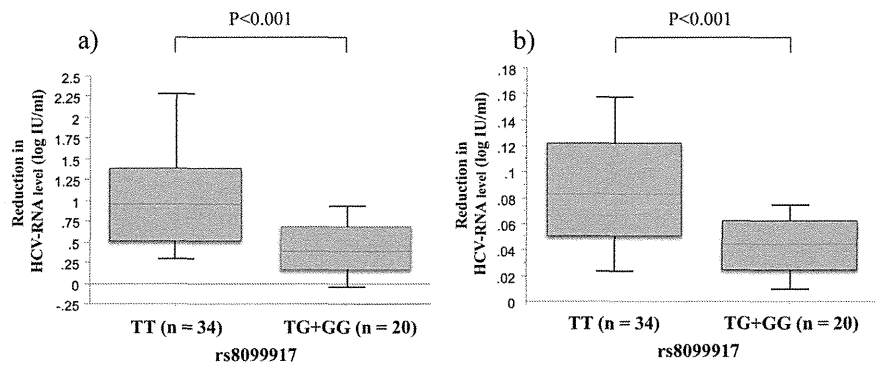 P<0.001
a)
Reduction in
HCV-RNA level (log IU/ml)
2.5
2.25
2
1.75
1.5
1.25
1
.75
.5
.25
0
-.25
TT (n = 34)
TG+GG (n = 20)
rs8099917
P<0.001
b)
Reduction in
HCV-RNA level (log IU/ml)
.18
.16
.14
.12
.1
.08
.06
.04
.02
0
TT (n = 34)
TG+GG (n = 20)
rs8099917